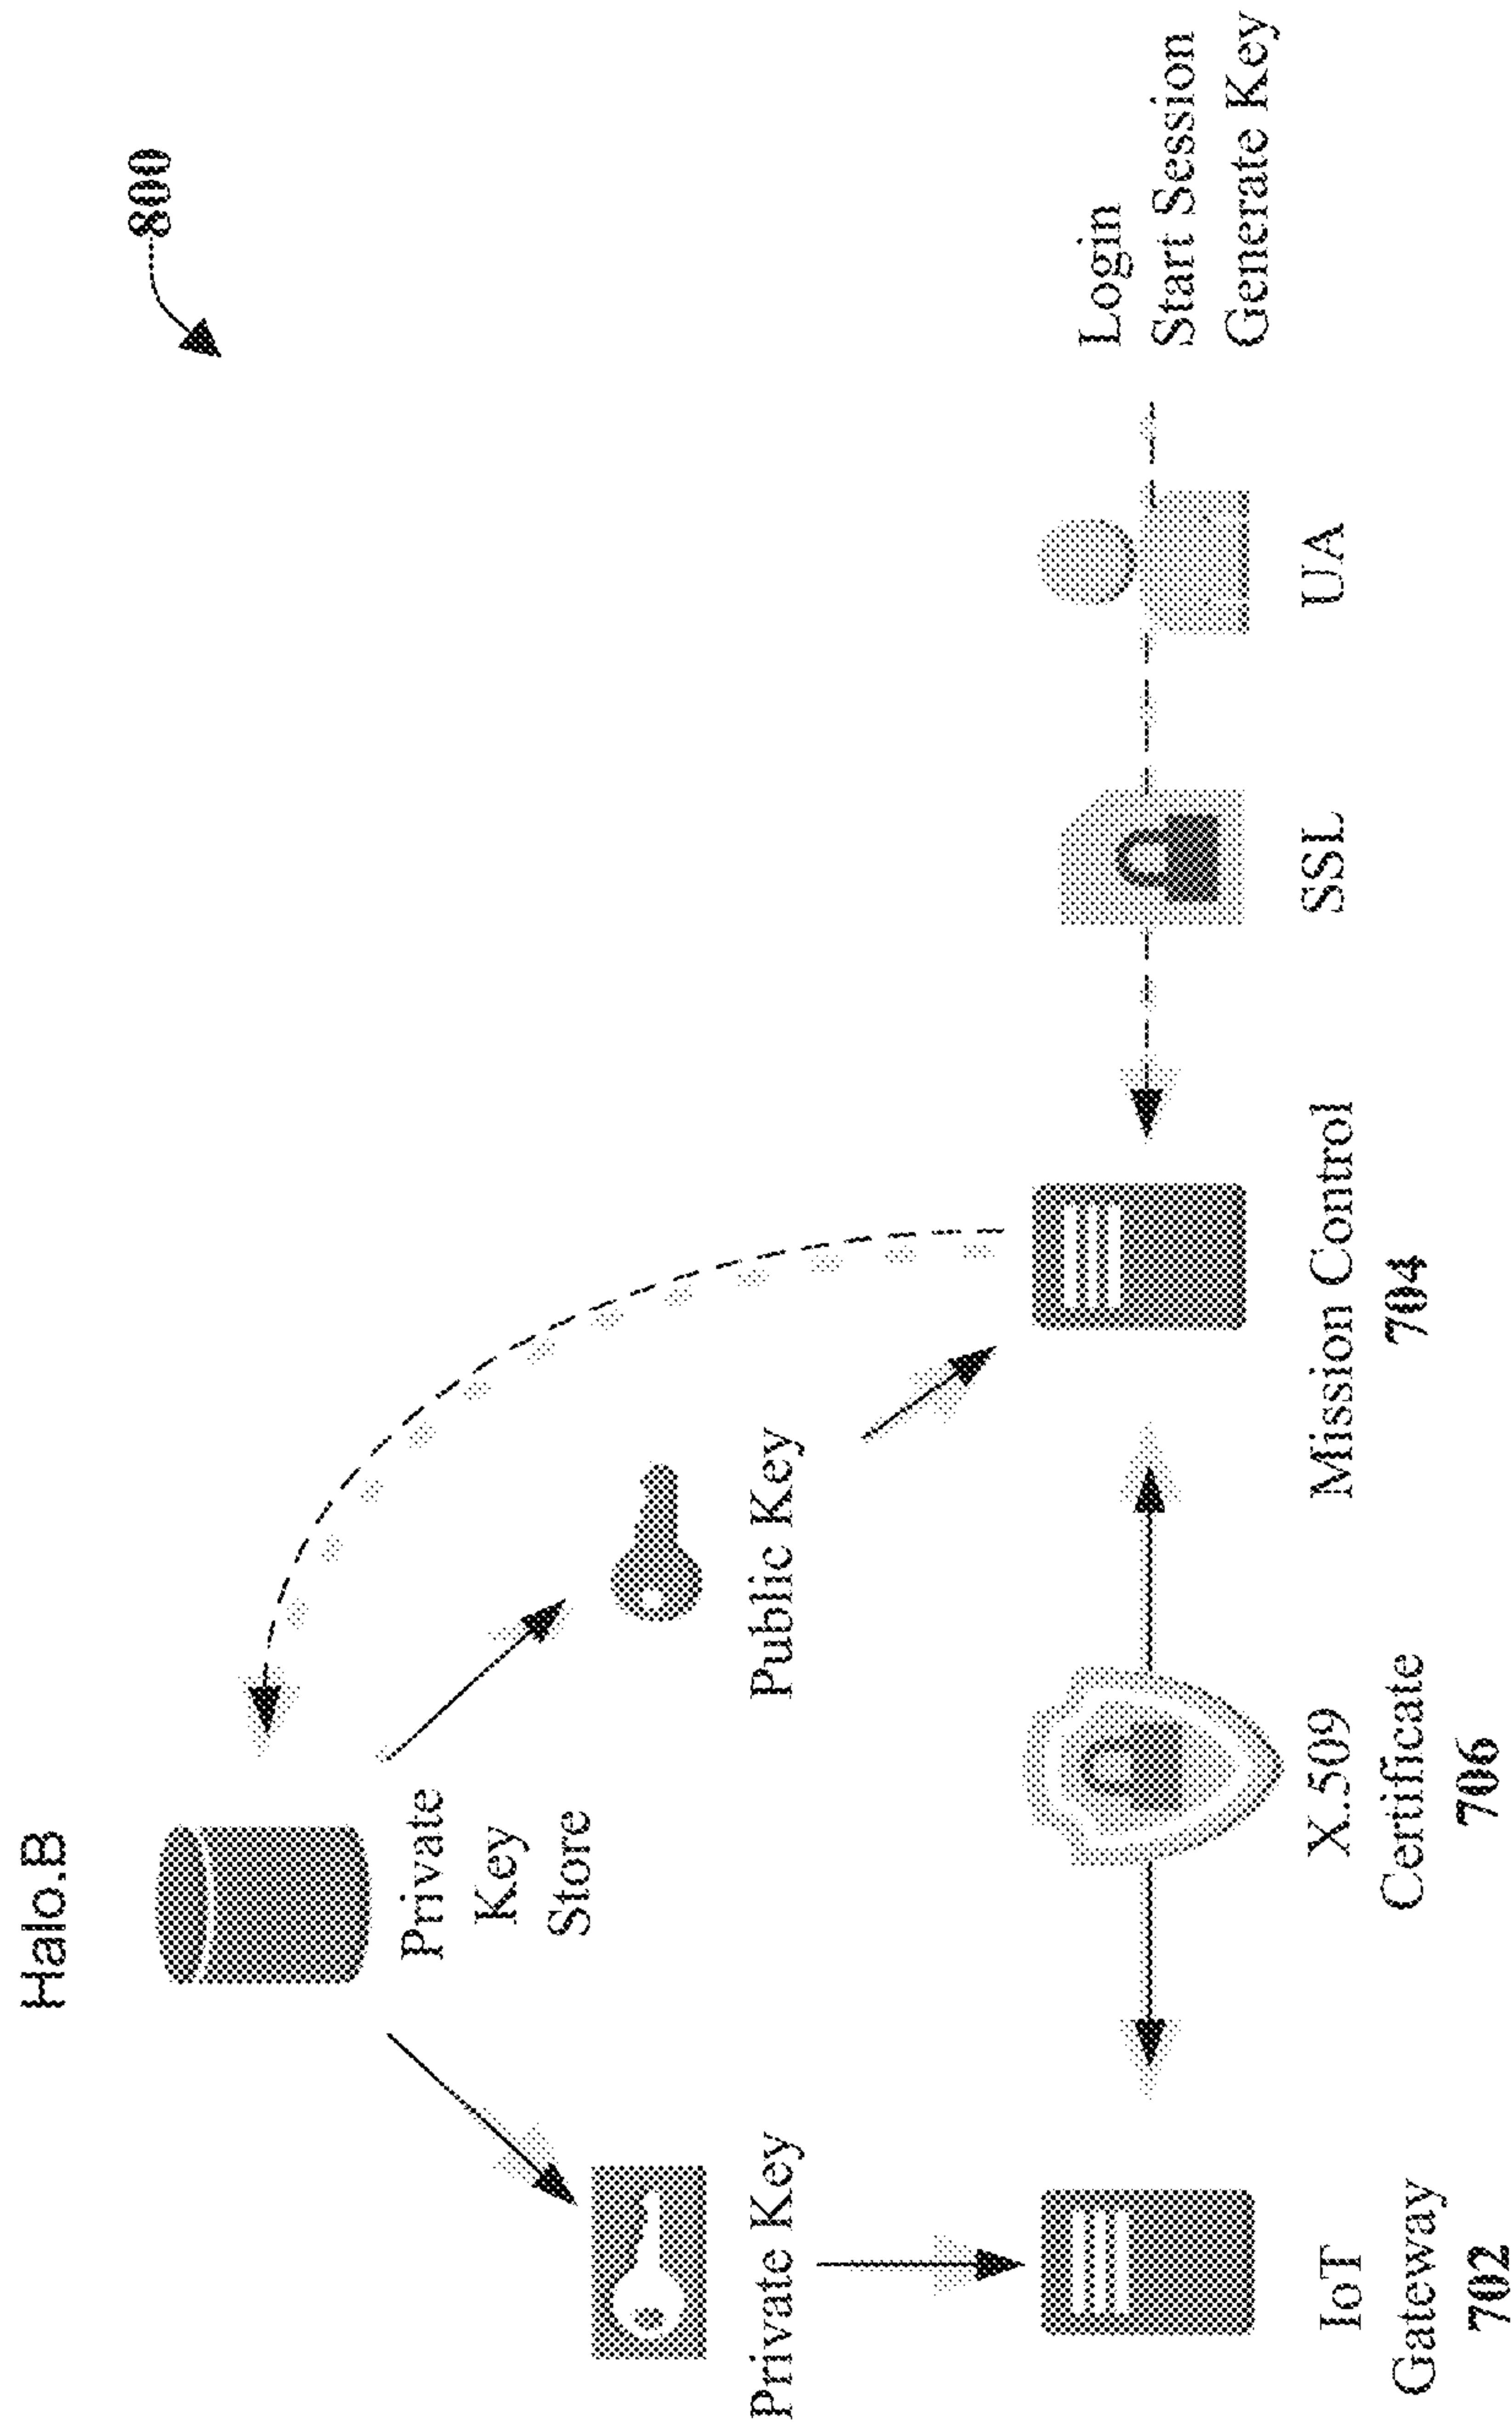 Halo.B
800
Private
Key
Store
Private Key
Public Key
Login
Start Session
Generate Key
IoT
Gateway
702
X.509
Certificate
706
Mission Control
704
SSL
UA